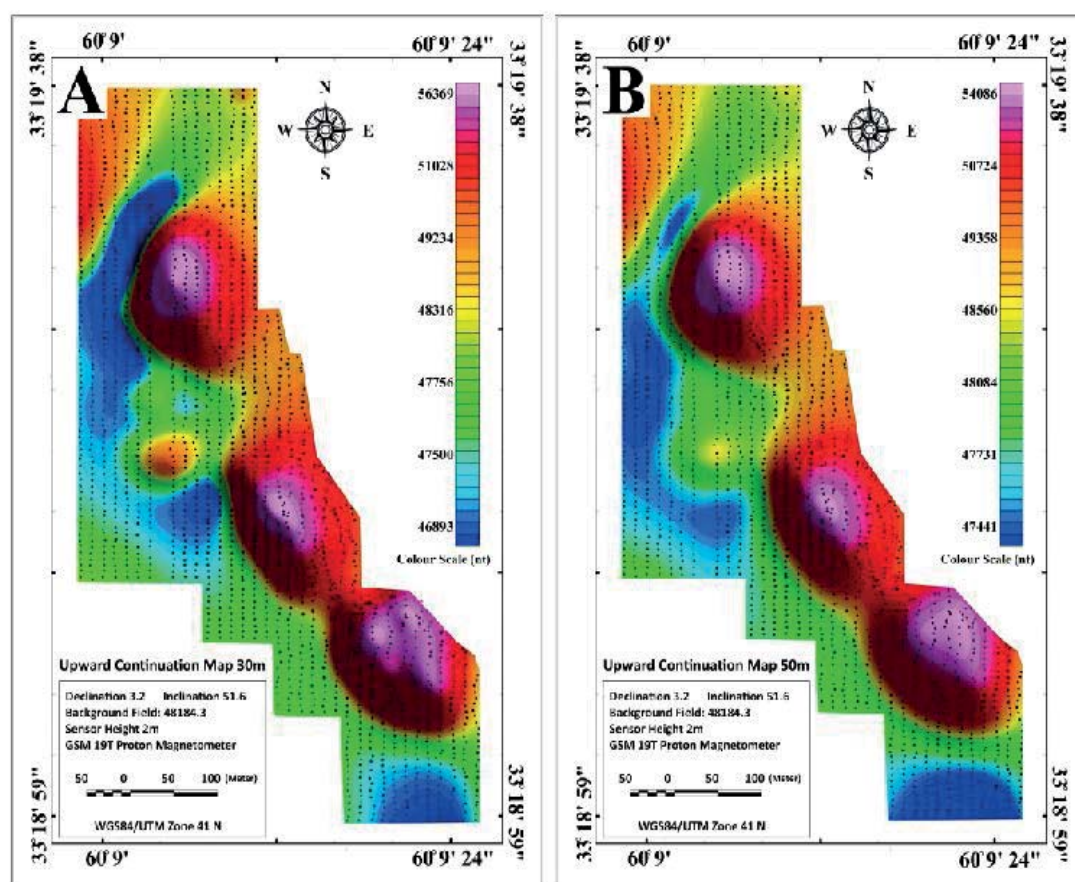 60°9'
60°9' 24"
33°19' 38"
33°19' 38"
A
N
W
E
S
56369
51028
49234
48316
47756
47500
46893
Colour Scale (nt)
Upward Continuation Map 30m
Declination 3.2 Inclination 51.6
Background Field: 48184.3
Sensor Height 2m
GSM 19T Proton Magnetometer
50 0 50 100 (Meter)
WGS84/UTM Zone 41 N
33°18' 59"
33°18' 59"
60°9'
60°9' 24"
60°9'
60°9' 24"
33°19' 38"
33°19' 38"
B
N
W
E
S
54086
50724
49358
48560
48084
47731
47441
Colour Scale (nt)
Upward Continuation Map 50m
Declination 3.2 Inclination 51.6
Background Field: 48184.3
Sensor Height 2m
GSM 19T Proton Magnetometer
50 0 50 100 (Meter)
WGS84/UTM Zone 41 N
33°18' 59"
33°18' 59"
60°9'
60°9' 24"